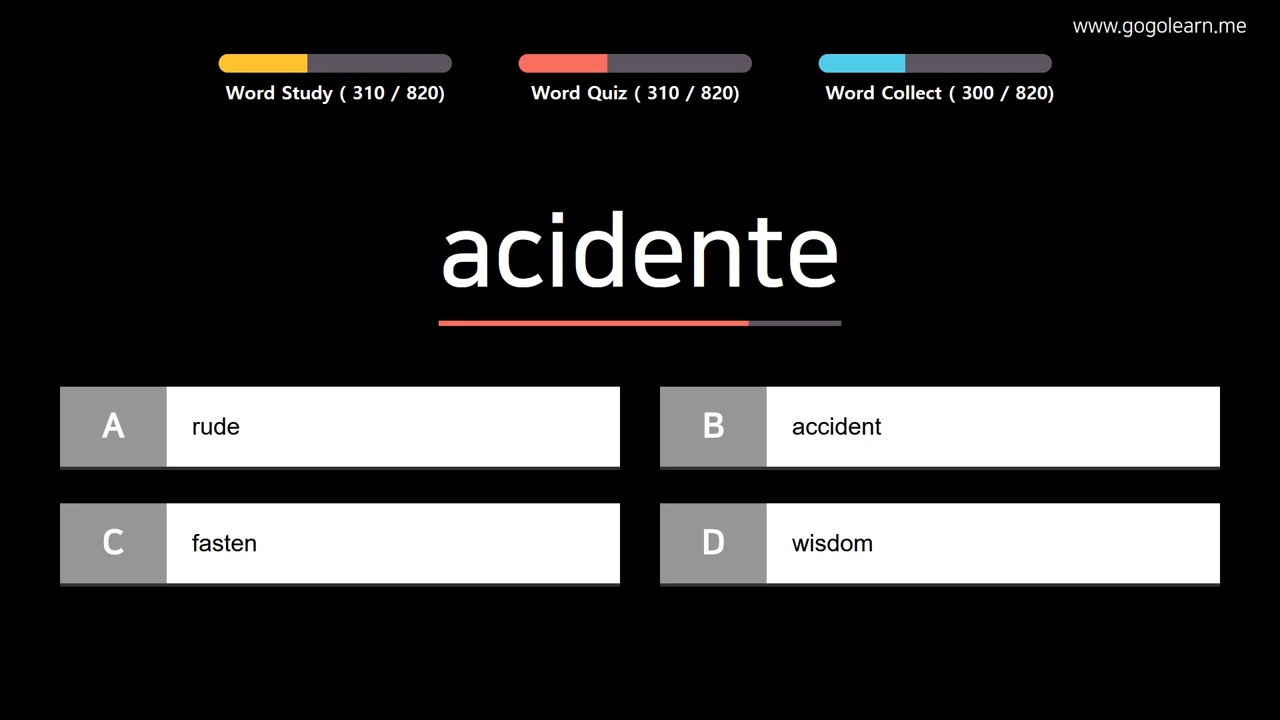 www.gogolearn.me
Word Study ( 310 / 820)
Word Quiz ( 310 / 820)
Word Collect ( 300 / 820)
acidente
A rude
B accident
C fasten
D wisdom